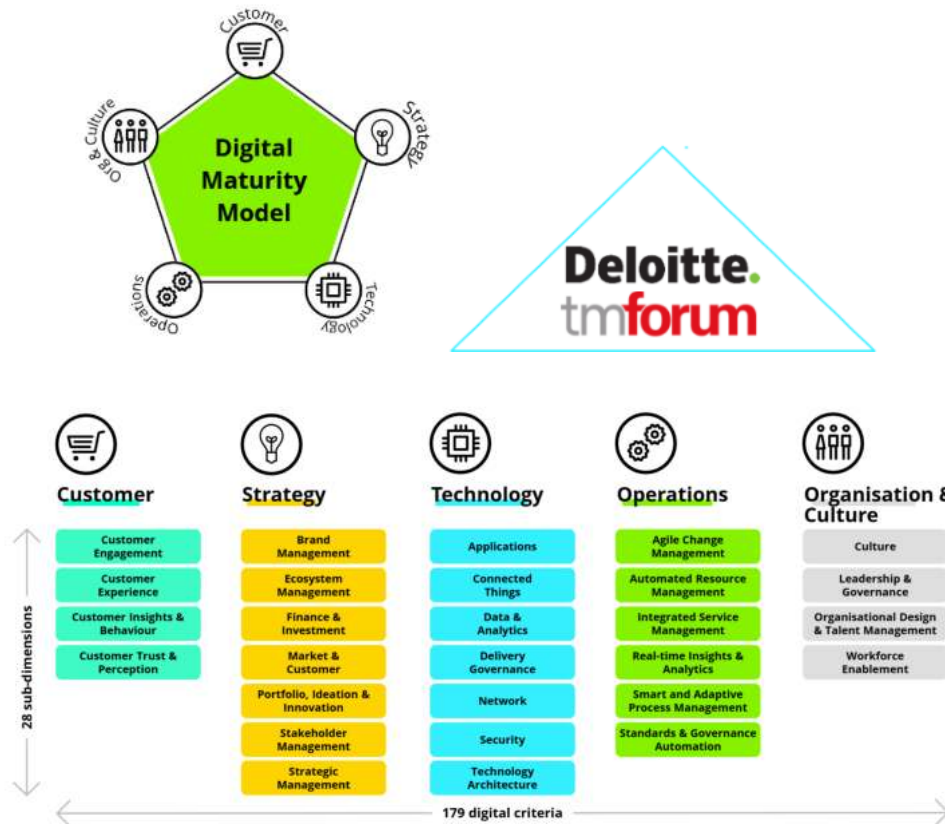 Customer
Strategy
Org & Culture
Digital
Maturity
Model
Operations
Technology
Deloitte.
tmforum
Customer
Strategy
Technology
Operations
Organisation &
Culture
Customer
Engagement
Customer
Experience
Customer Insights &
Behaviour
Customer Trust &
Perception
Brand
Management
Ecosystem
Management
Finance &
Investment
Market &
Customer
Portfolio, Ideation &
Innovation
Stakeholder
Management
Strategic
Management
Applications
Connected
Things
Data &
Analytics
Delivery
Governance
Network
Security
Technology
Architecture
Agile Change
Management
Automated Resource
Management
Integrated Service
Management
Real-time Insights &
Analytics
Smart and Adaptive
Process Management
Standards & Governance
Automation
Culture
Leadership &
Governance
Organisational Design
& Talent Management
Workforce
Enablement
28 sub-dimensions
179 digital criteria